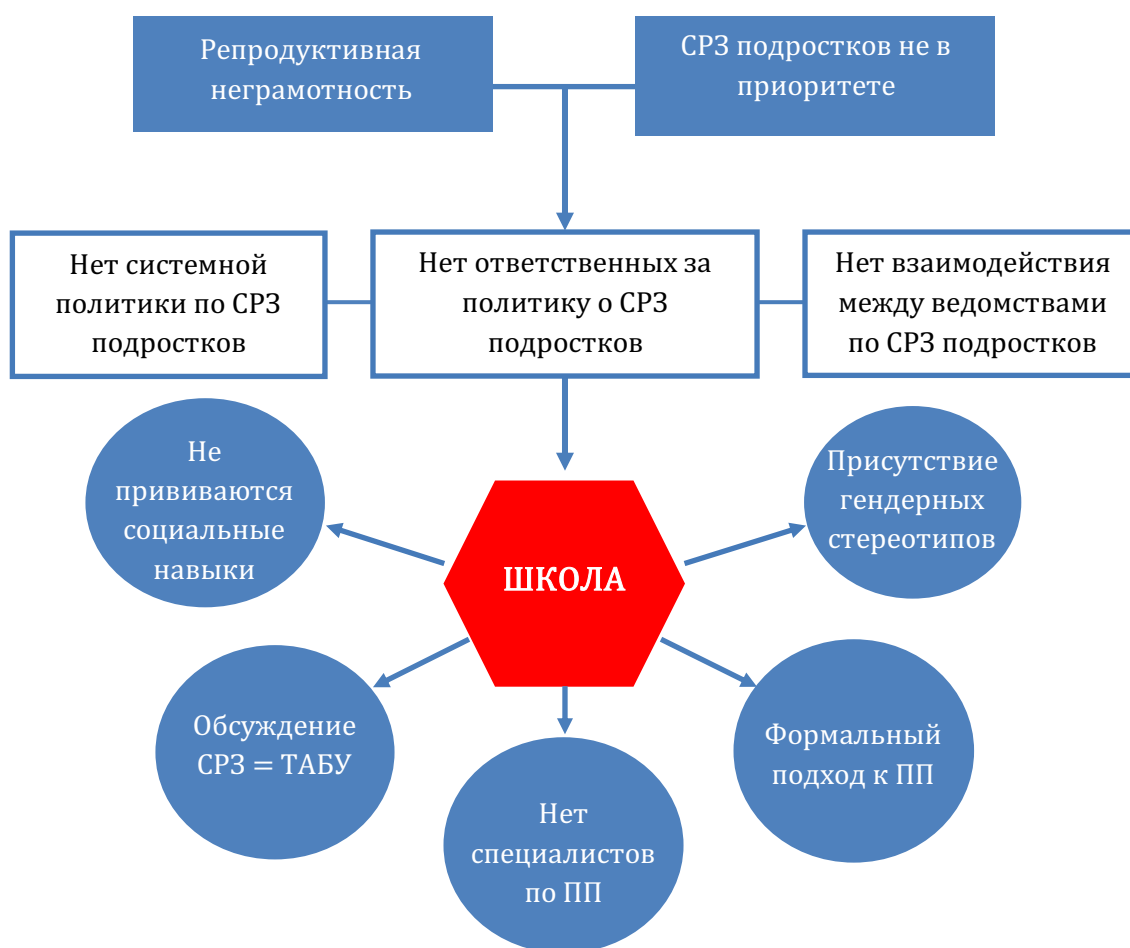 Репродуктивная
неграмотность
СРЗ подростков не в
приоритете
Нет системной
политики по СРЗ
подростков
Нет ответственных за
политику о СРЗ
подростков
Нет взаимодействия
между ведомствами
по СРЗ подростков
Не
прививаются
социальные
навыки
Присутствие
гендерных
стереотипов
ШКОЛА
Обсуждение
СРЗ = ТАБУ
Формальный
подход к ПП
Нет
специалистов
по ПП